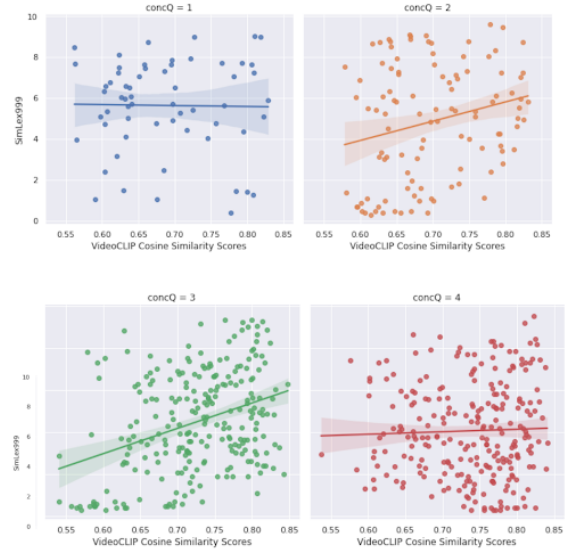 concQ = 1
concQ = 2
10
8
6
4
2
0
SimLex999
0.55 0.60 0.65 0.70 0.75 0.80 0.85
0.55 0.60 0.65 0.70 0.75 0.80 0.85
VideoCLIP Cosine Similarity Scores
VideoCLIP Cosine Similarity Scores
concQ = 3
concQ = 4
10
8
6
4
2
0
SimLex999
0.55 0.60 0.65 0.70 0.75 0.80 0.85
0.55 0.60 0.65 0.70 0.75 0.80 0.85
VideoCLIP Cosine Similarity Scores
VideoCLIP Cosine Similarity Scores